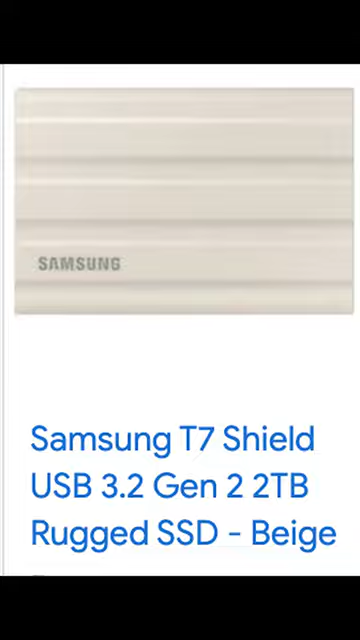 SAMSUNG
Samsung T7 Shield
USB 3.2 Gen 2 2TB
Rugged SSD - Beige